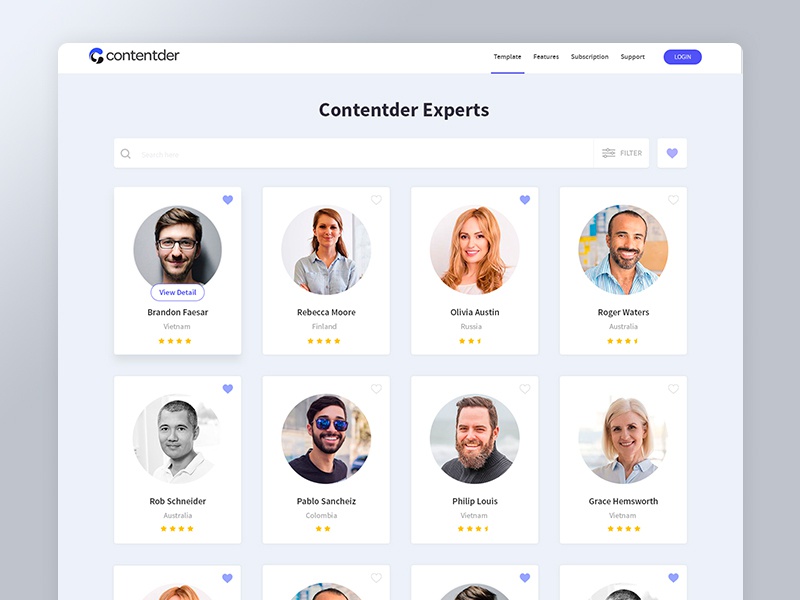 contentder
Template Features Subscription Support LOGIN
Contentder Experts
Search here FILTER
View Detail
Brandon Faesar Rebecca Moore Olivia Austin Roger Waters
Vietnam Finland Russia Australia
Rob Schneider Pablo Sancheiz Philip Louis Grace Hemsworth
Australia Colombia Vietnam Vietnam